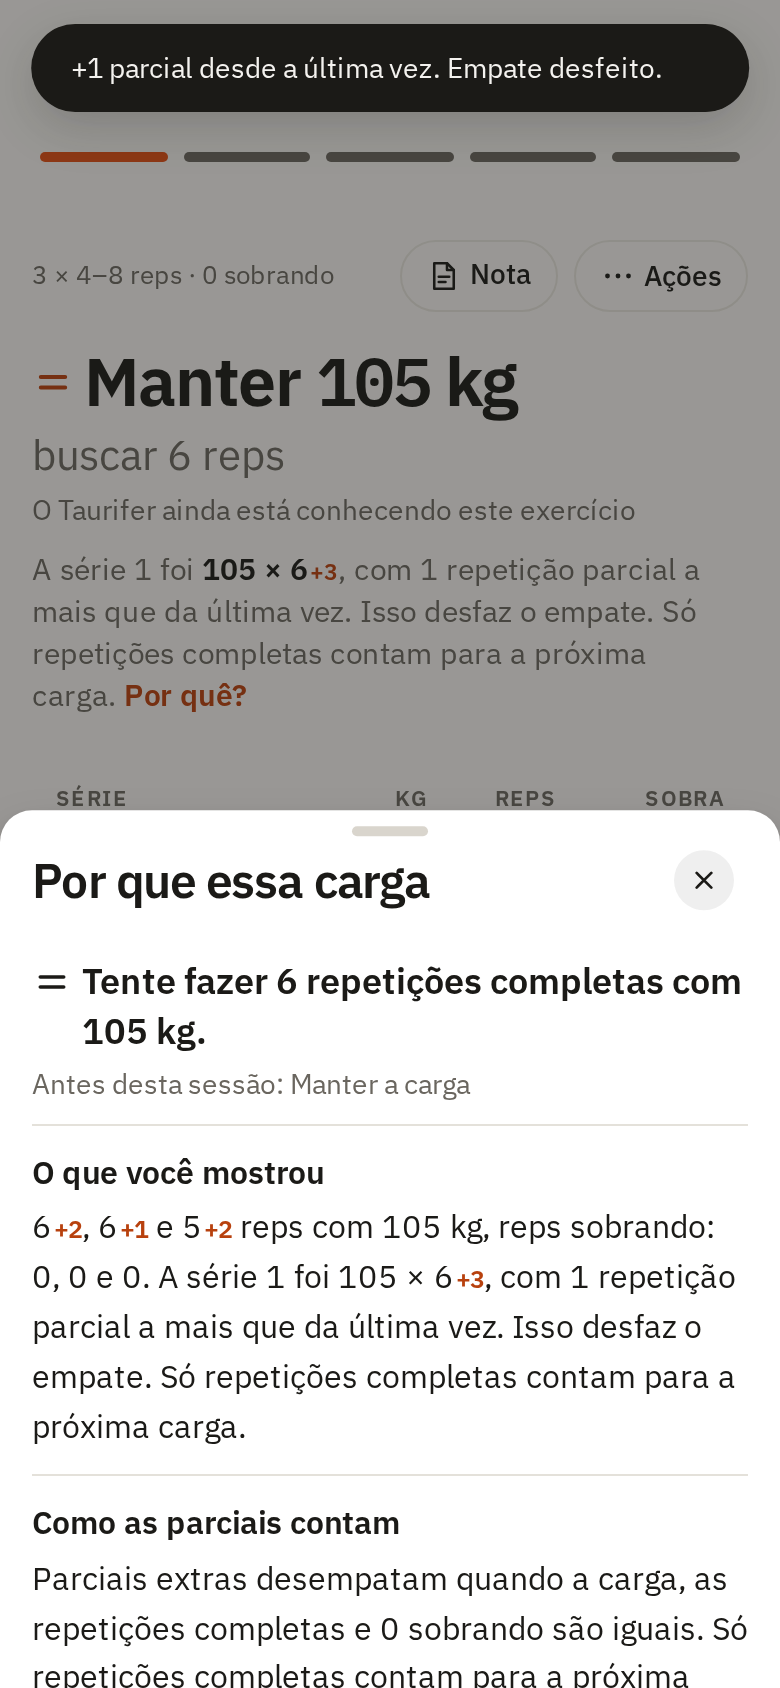 +1 parcial desde a última vez. Empate desfeito.
3 × 4–8 reps · 0 sobrando
Nota
··· Ações
= Manter 105 kg
buscar 6 reps
O Taurifer ainda está conhecendo este exercício
A série 1 foi 105 × 6+3, com 1 repetição parcial a
mais que da última vez. Isso desfaz o empate. Só
repetições completas contam para a próxima
carga. Por quê?
SÉRIE KG REPS SOBRA
Por que essa carga
= Tente fazer 6 repetições completas com
105 kg.
Antes desta sessão: Manter a carga
O que você mostrou
6+2, 6+1 e 5+2 reps com 105 kg, reps sobrando:
0, 0 e 0. A série 1 foi 105 × 6+3, com 1 repetição
parcial a mais que da última vez. Isso desfaz o
empate. Só repetições completas contam para a
próxima carga.
Como as parciais contam
Parciais extras desempatam quando a carga, as
repetições completas e 0 sobrando são iguais. Só
repetições completas contam para a próxima